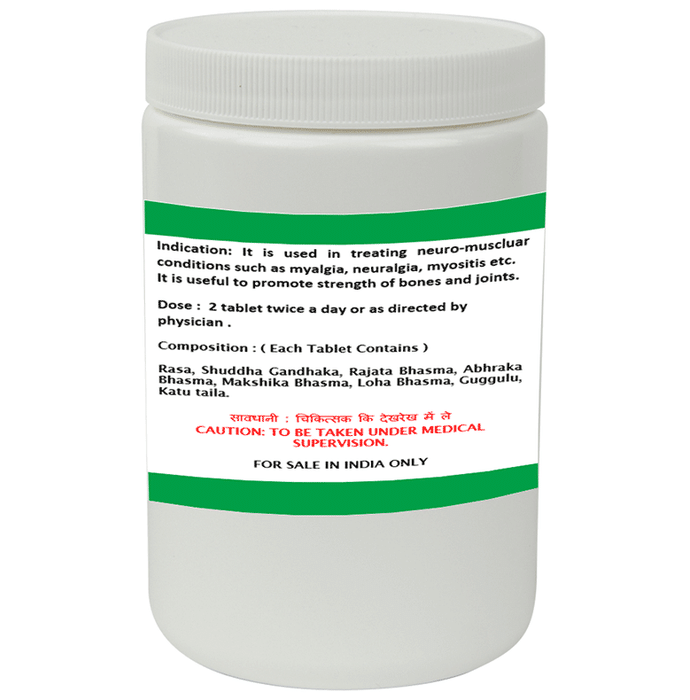 Indication: It is used in treating neuro-muscluar
conditions such as myalgia, neuralgia, myositis etc.
It is useful to promote strength of bones and joints.
Dose : 2 tablet twice a day or as directed by
physician .
Composition : ( Each Tablet Contains )
Rasa, Shuddha Gandhaka, Rajata Bhasma, Abhraka
Bhasma, Makshika Bhasma, Loha Bhasma, Guggulu,
Katu taila.
सावधानी : चिकित्सक कि देखरेख में ले
CAUTION: TO BE TAKEN UNDER MEDICAL
SUPERVISION.
FOR SALE IN INDIA ONLY